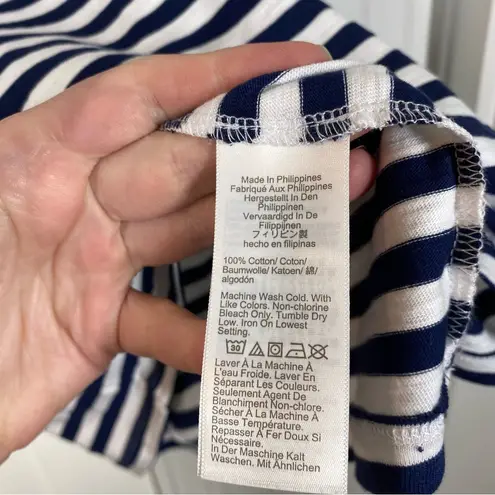 Made In Philippines
Fabriqué Aux Philippines
Hergestellt In Den
Philippinen
Vervaardigd In De
Filippijnen
フィリピン製
hecho en filipinas
100% Cotton/ Coton/
Baumwolle/ Katoen/ 綿/
algodón
Machine Wash Cold. With
Like Colors. Non-chlorine
Bleach Only. Tumble Dry
Low. Iron On Lowest
Setting.
30
Laver À La Machine À
L'eau Froide. Laver En
Séparant Les Couleurs.
Seulement Agent De
Blanchiment Non-chlore.
Sécher À La Machine À
Basse Température.
Repasser À Fer Doux Si
Nécessaire.
In Der Maschine Kalt
Waschen. Mit Ähnlichen